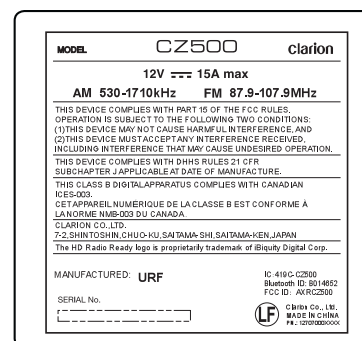 MODEL CZ500 clarion
12V 15A max
AM 530-1710kHz FM 87.9-107.9MHz
THIS DEVICE COMPLIES WITH PART 15 OF THE FCC RULES.
OPERATION IS SUBJECT TO THE FOLLOWING TWO CONDITIONS:
(1)THIS DEVICE MAY NOT CAUSE HARMFUL INTERFERENCE, AND
(2)THIS DEVICE MUST ACCEPT ANY INTERFERENCE RECEIVED,
INCLUDING INTERFERENCE THAT MAY CAUSE UNDESIRED OPERATION.
THIS DEVICE COMPLIES WITH DHHS RULES 21 CFR
SUBCHAPTER J APPLICABLE AT DATE OF MANUFACTURE.
THIS CLASS B DIGITAL APPARATUS COMPLIES WITH CANADIAN
ICES-003.
CET APPAREIL NUMÉRIQUE DE LA CLASSE B EST CONFORME À
LA NORME NMB-003 DU CANADA.
CLARION CO.,LTD.
7-2,SHINTOSHIN,CHUO-KU,SAITAMA-SHI,SAITAMA-KEN,JAPAN
The HD Radio Ready logo is proprietarily trademark of iBiquity Digital Corp.
MANUFACTURED: URF
IC: 419C-CZ500
Bluetooth ID: B014652
FCC ID: AXRCZ500
SERIAL No.
LF
Clarion Co., Ltd.
MADE IN CHINA
PN.: 12707000XXXX